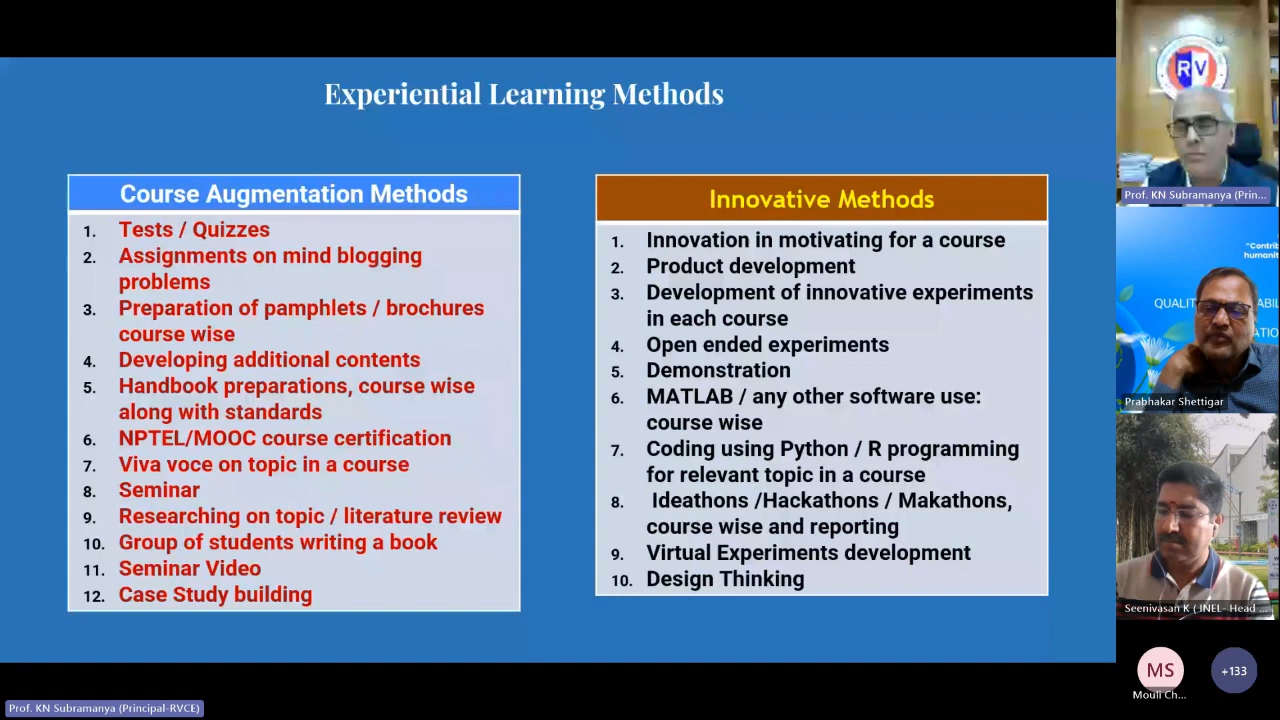 Experiential Learning Methods
Course Augmentation Methods
1. Tests / Quizzes
2. Assignments on mind blogging
problems
3. Preparation of pamphlets / brochures
course wise
4. Developing additional contents
5. Handbook preparations, course wise
along with standards
6. NPTEL/MOOC course certification
7. Viva voce on topic in a course
8. Seminar
9. Researching on topic / literature review
10. Group of students writing a book
11. Seminar Video
12. Case Study building
Innovative Methods
1. Innovation in motivating for a course
2. Product development
3. Development of innovative experiments
in each course
4. Open ended experiments
5. Demonstration
6. MATLAB / any other software use:
course wise
7. Coding using Python / R programming
for relevant topic in a course
8. Ideathons /Hackathons / Makathons,
course wise and reporting
9. Virtual Experiments development
10. Design Thinking
RV
Prof. KN Subramanya (Prin...
"Contrib
humanit
QUALIT ABIL
ATIO
Prabhakar Shettigar
Seenivasan K ( INEL- Head ...
MS
+133
Mouli Ch...
Prof. KN Subramanya (Principal-RVCE)